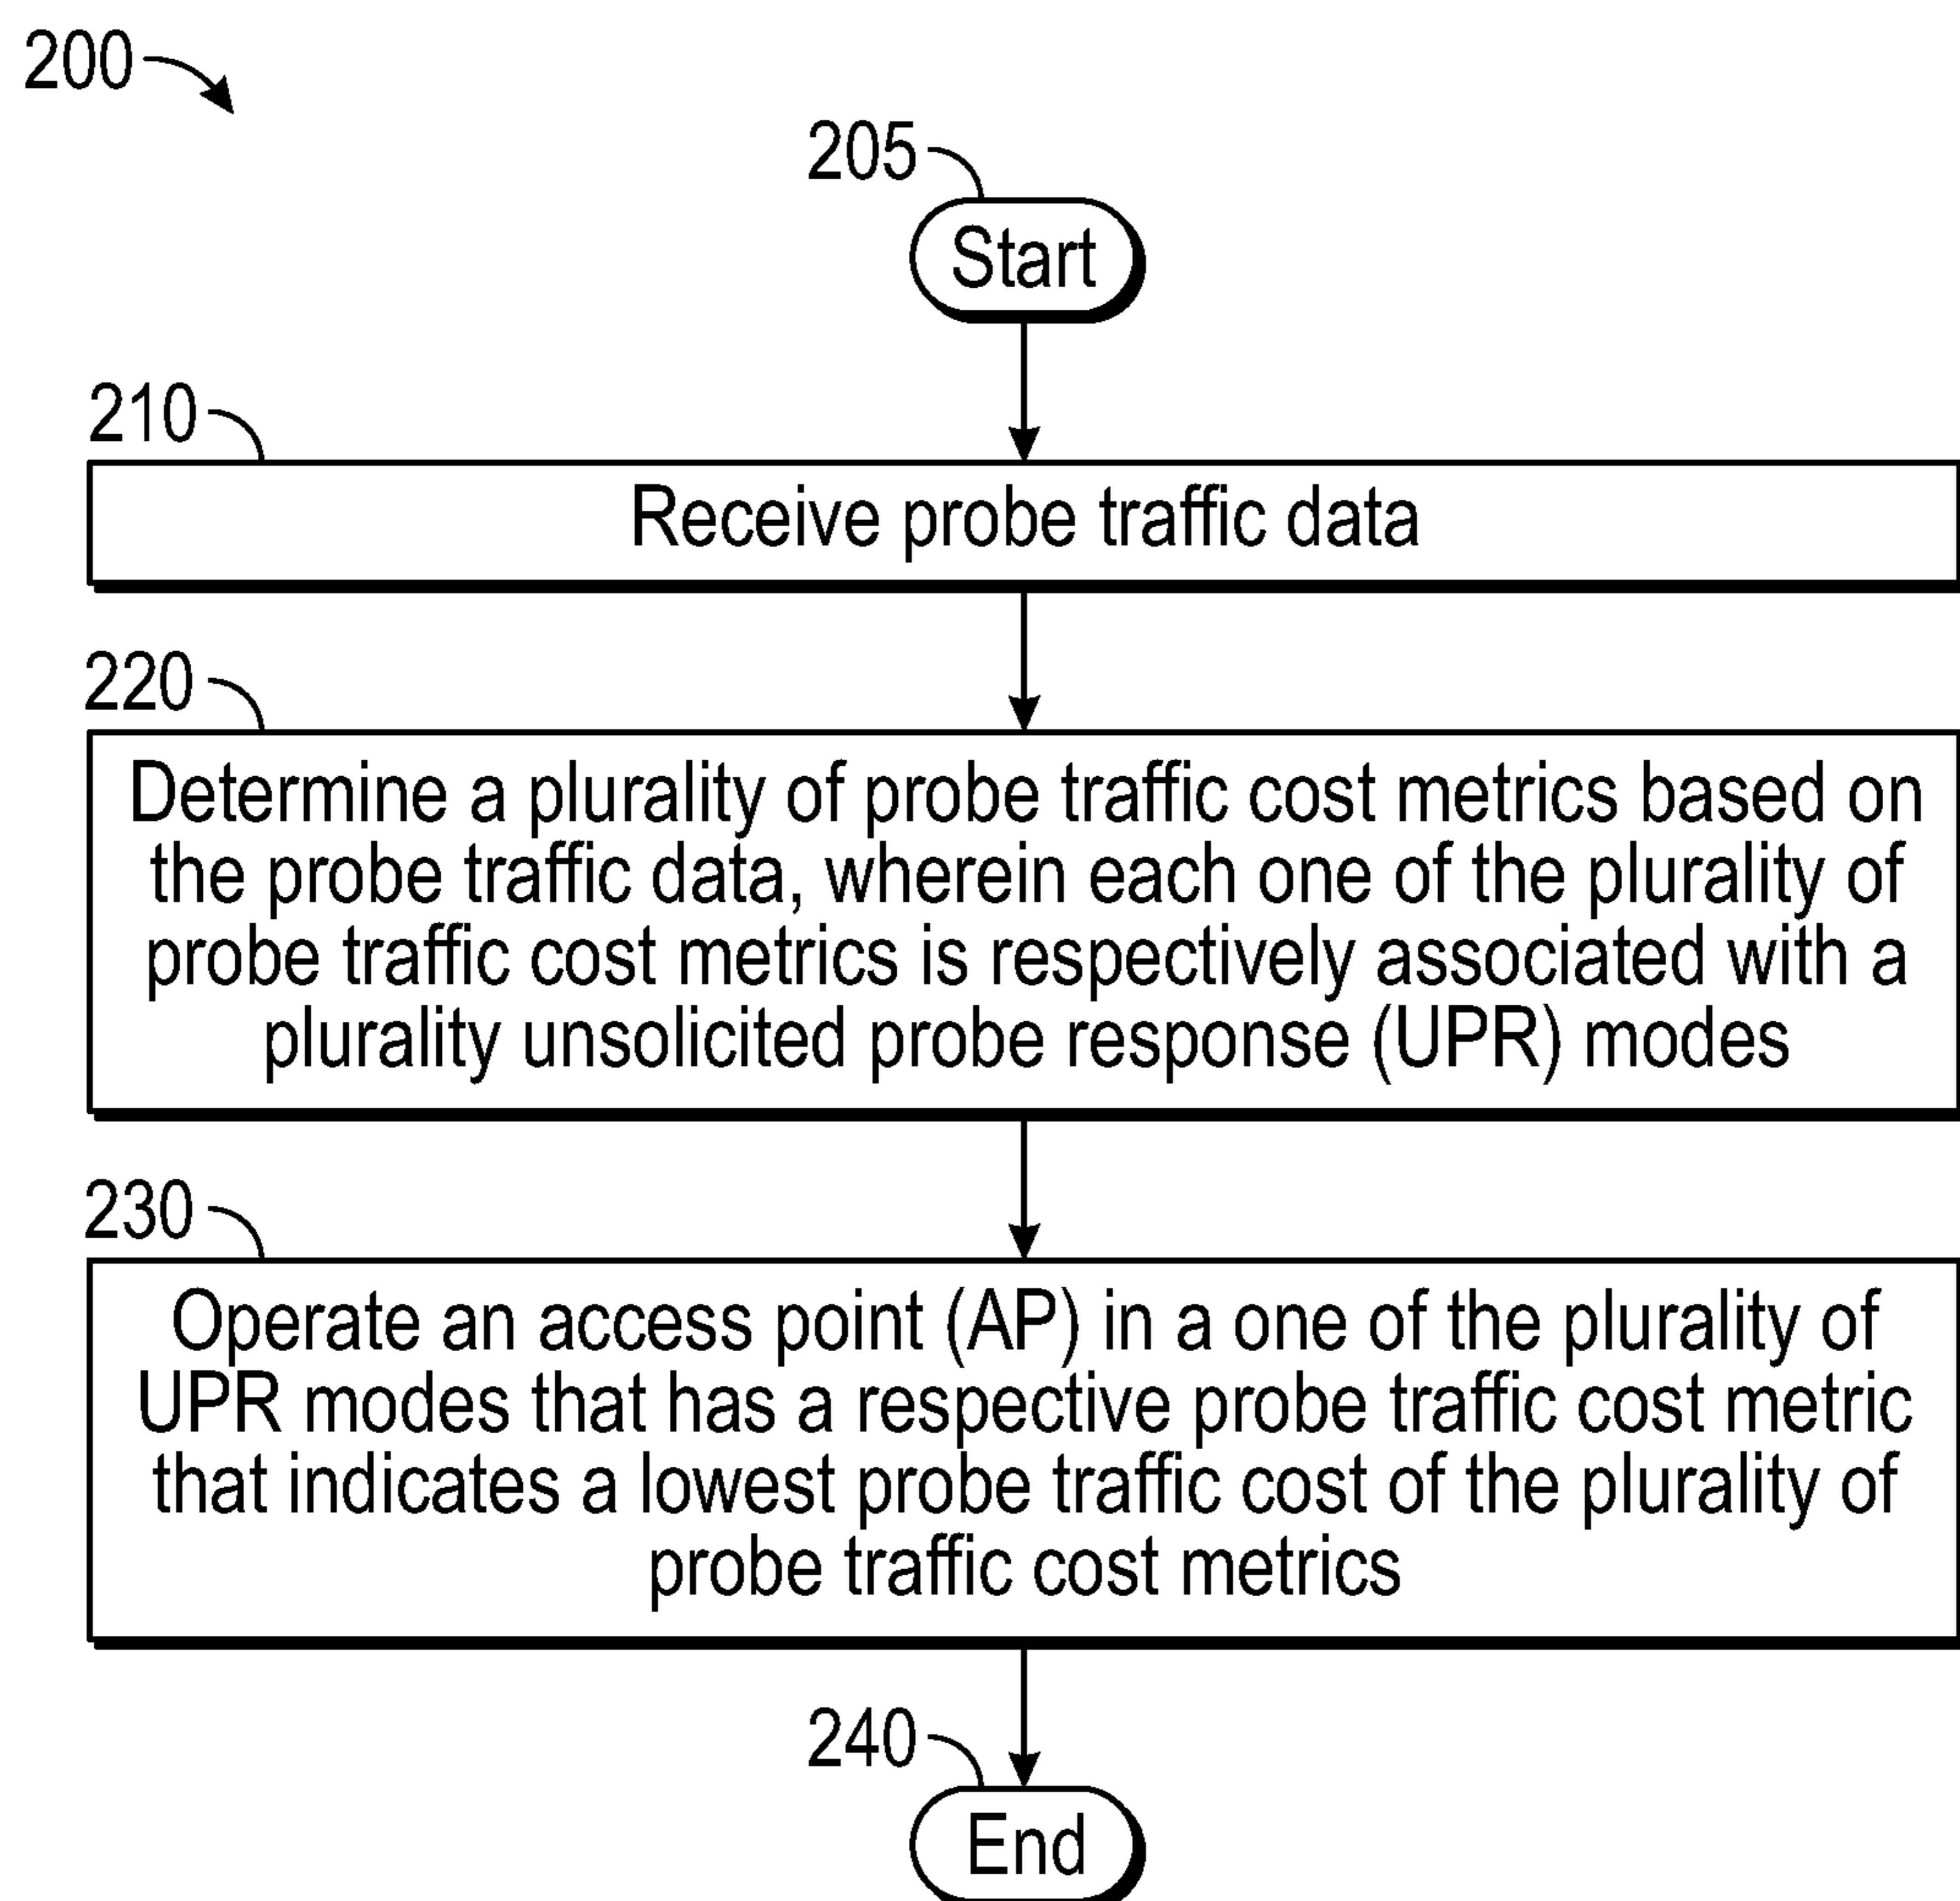 200
205
Start
210
Receive probe traffic data
220
Determine a plurality of probe traffic cost metrics based on
the probe traffic data, wherein each one of the plurality of
probe traffic cost metrics is respectively associated with a
plurality unsolicited probe response (UPR) modes
230
Operate an access point (AP) in a one of the plurality of
UPR modes that has a respective probe traffic cost metric
that indicates a lowest probe traffic cost of the plurality of
probe traffic cost metrics
240
End